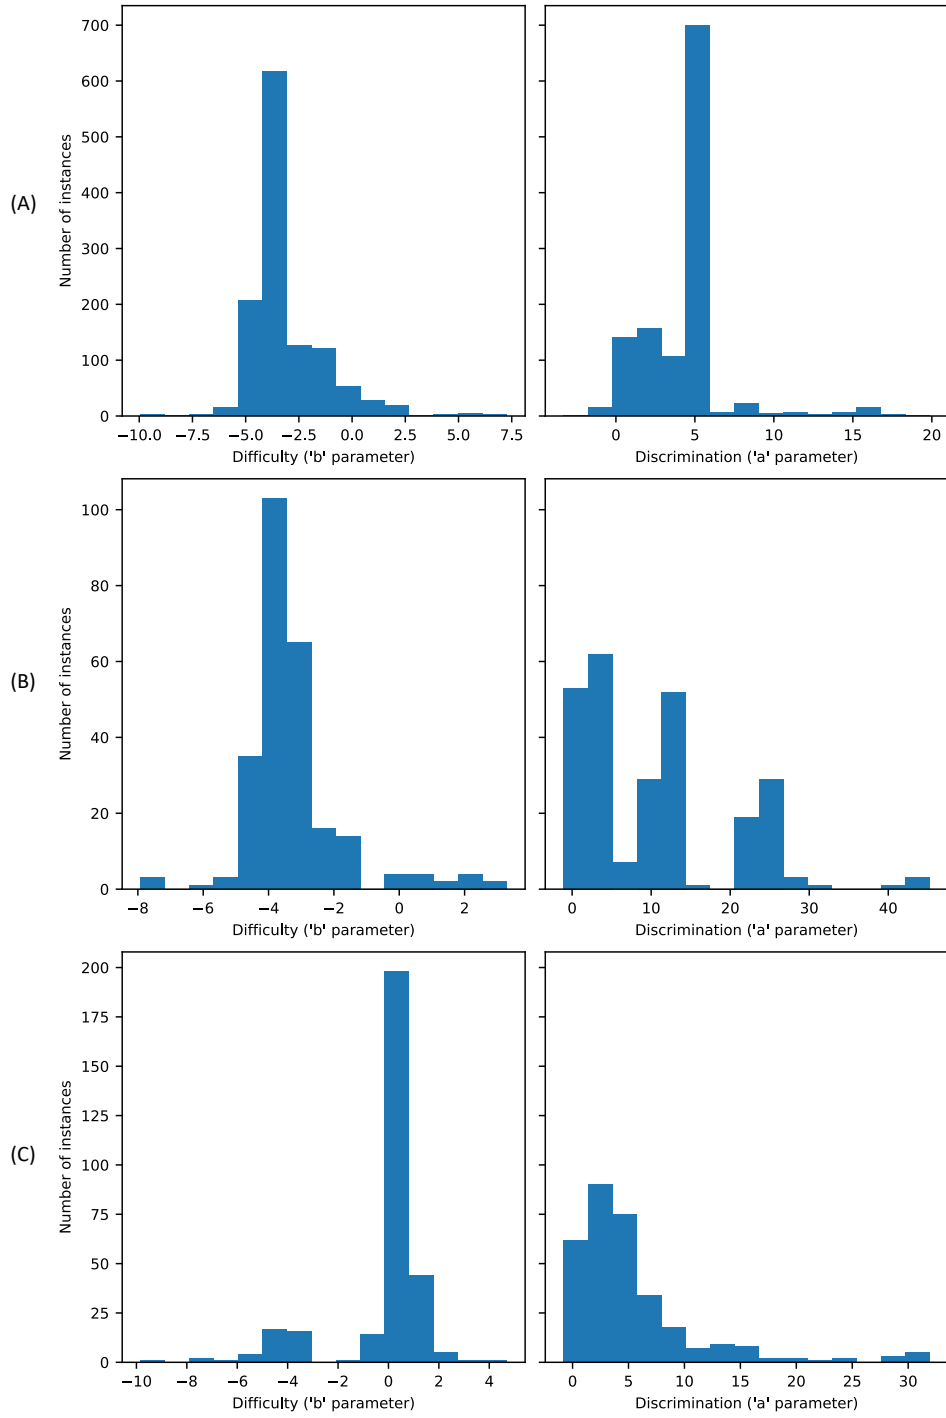 (A)
Number of instances
700
600
500
400
300
200
100
0
−10.0 −7.5 −5.0 −2.5 0.0 2.5 5.0 7.5
Difficulty ('b' parameter)
0 5 10 15 20
Discrimination ('a' parameter)
(B)
Number of instances
100
80
60
40
20
0
−8 −6 −4 −2 0 2
Difficulty ('b' parameter)
0 10 20 30 40
Discrimination ('a' parameter)
(C)
Number of instances
200
175
150
125
100
75
50
25
0
−10 −8 −6 −4 −2 0 2 4
Difficulty ('b' parameter)
0 5 10 15 20 25 30
Discrimination ('a' parameter)